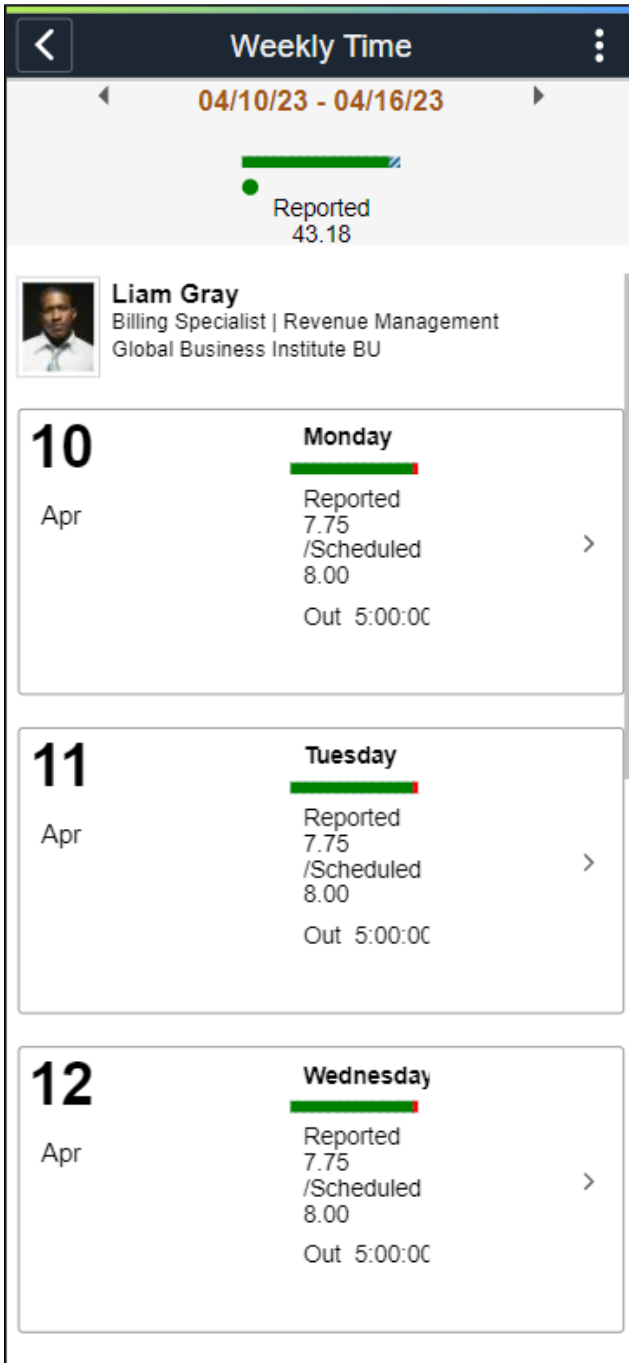 Weekly Time
04/10/23 - 04/16/23
Reported
43.18
Liam Gray
Billing Specialist | Revenue Management
Global Business Institute BU
10
Monday
Apr
Reported
7.75
/Scheduled
8.00
Out 5:00:00
11
Tuesday
Apr
Reported
7.75
/Scheduled
8.00
Out 5:00:00
12
Wednesday
Apr
Reported
7.75
/Scheduled
8.00
Out 5:00:00